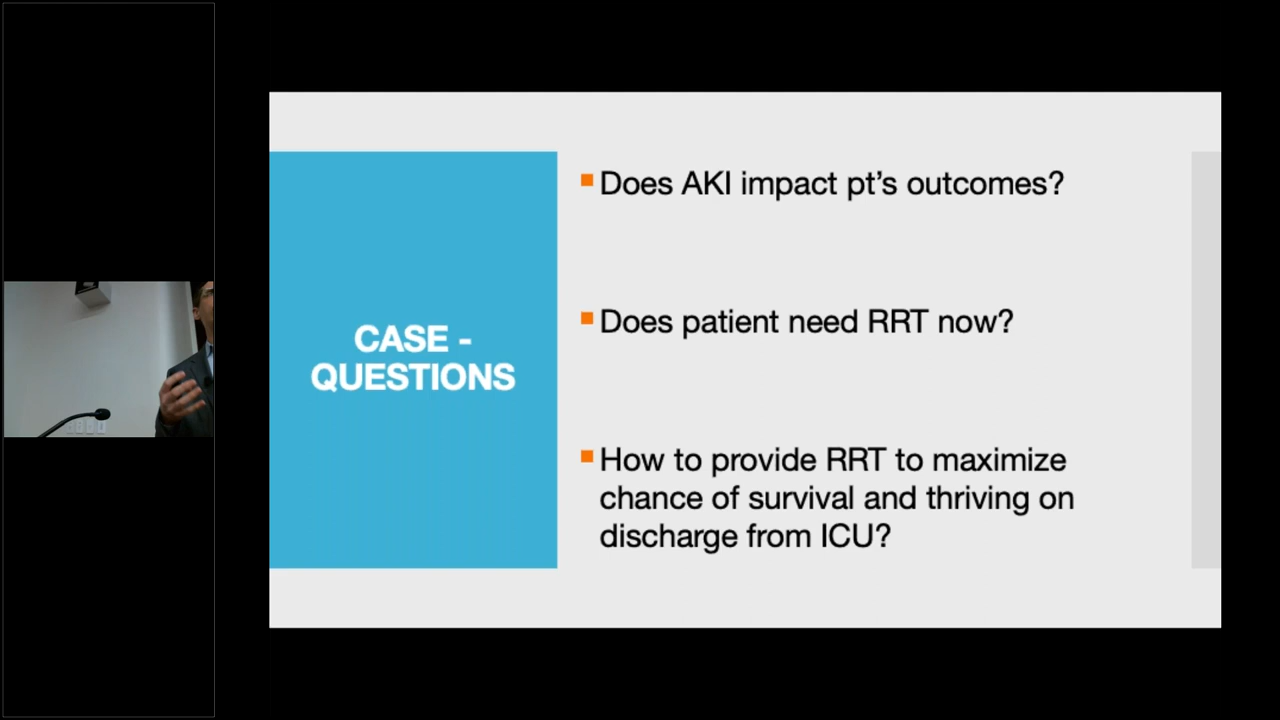 CASE -
QUESTIONS
Does AKI impact pt's outcomes?
Does patient need RRT now?
How to provide RRT to maximize
chance of survival and thriving on
discharge from ICU?